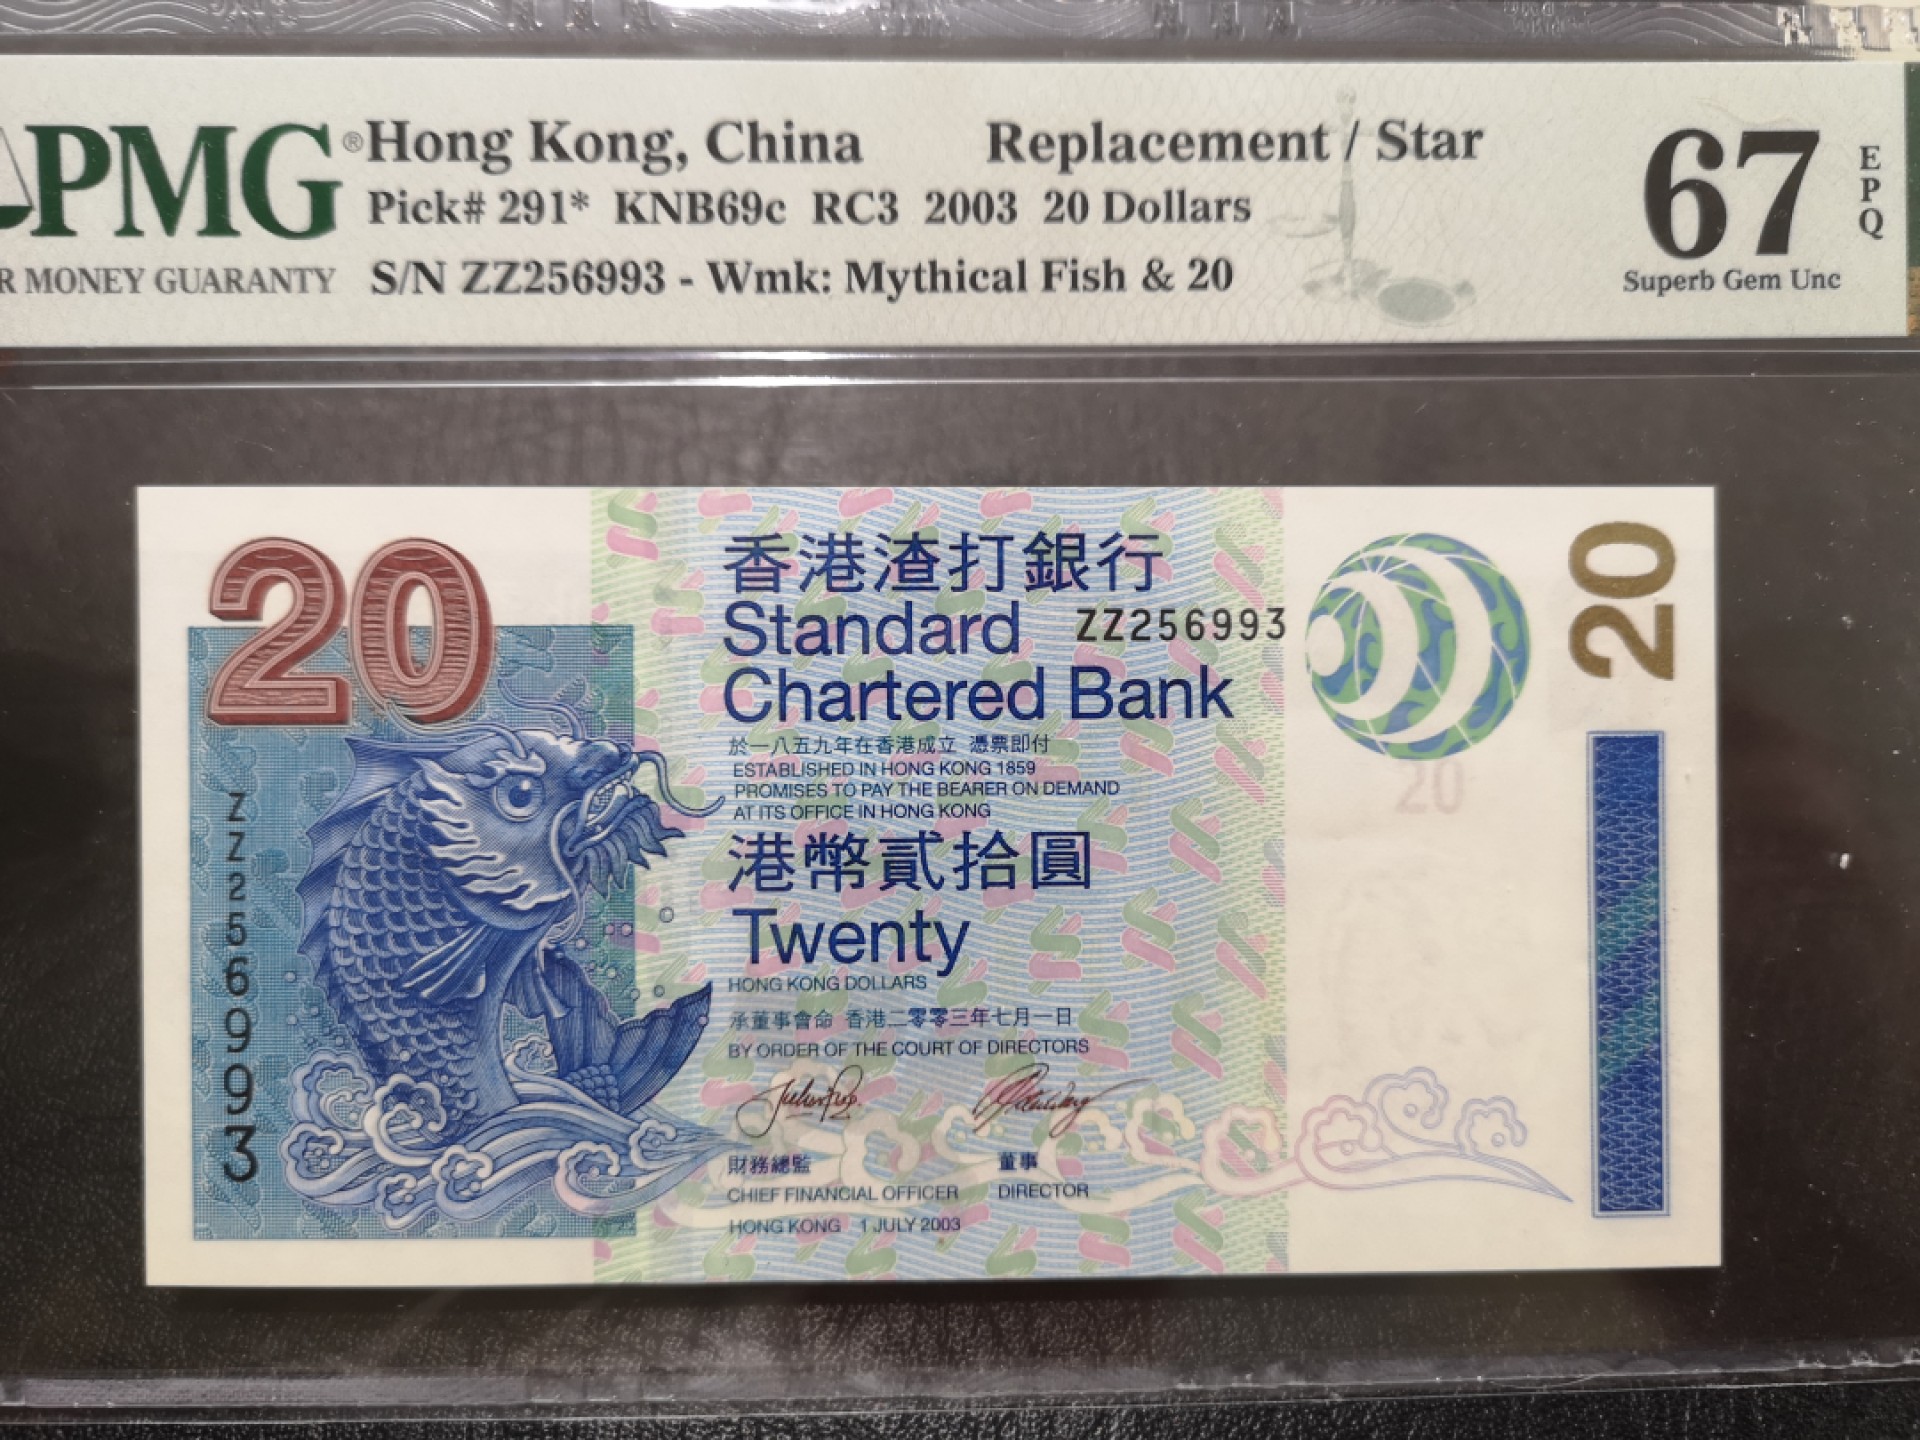 PMG® Hong Kong, China Replacement / Star 67 EPQ
Pick# 291* KNB69c RC3 2003 20 Dollars
R MONEY GUARANTY S/N ZZ256993 - Wmk: Mythical Fish & 20 Superb Gem Unc
20
香港渣打銀行
20
Standard ZZ256993
Chartered Bank
於一八五九年在香港成立 憑票即付
ESTABLISHED IN HONG KONG 1859
PROMISES TO PAY THE BEARER ON DEMAND
AT ITS OFFICE IN HONG KONG
20
ZZ256993
港幣貳拾圓
Twenty
HONG KONG DOLLARS
承董事會命 香港二零零三年七月一日
BY ORDER OF THE COURT OF DIRECTORS
財務總監 董事
CHIEF FINANCIAL OFFICER DIRECTOR
HONG KONG 1 JULY 2003